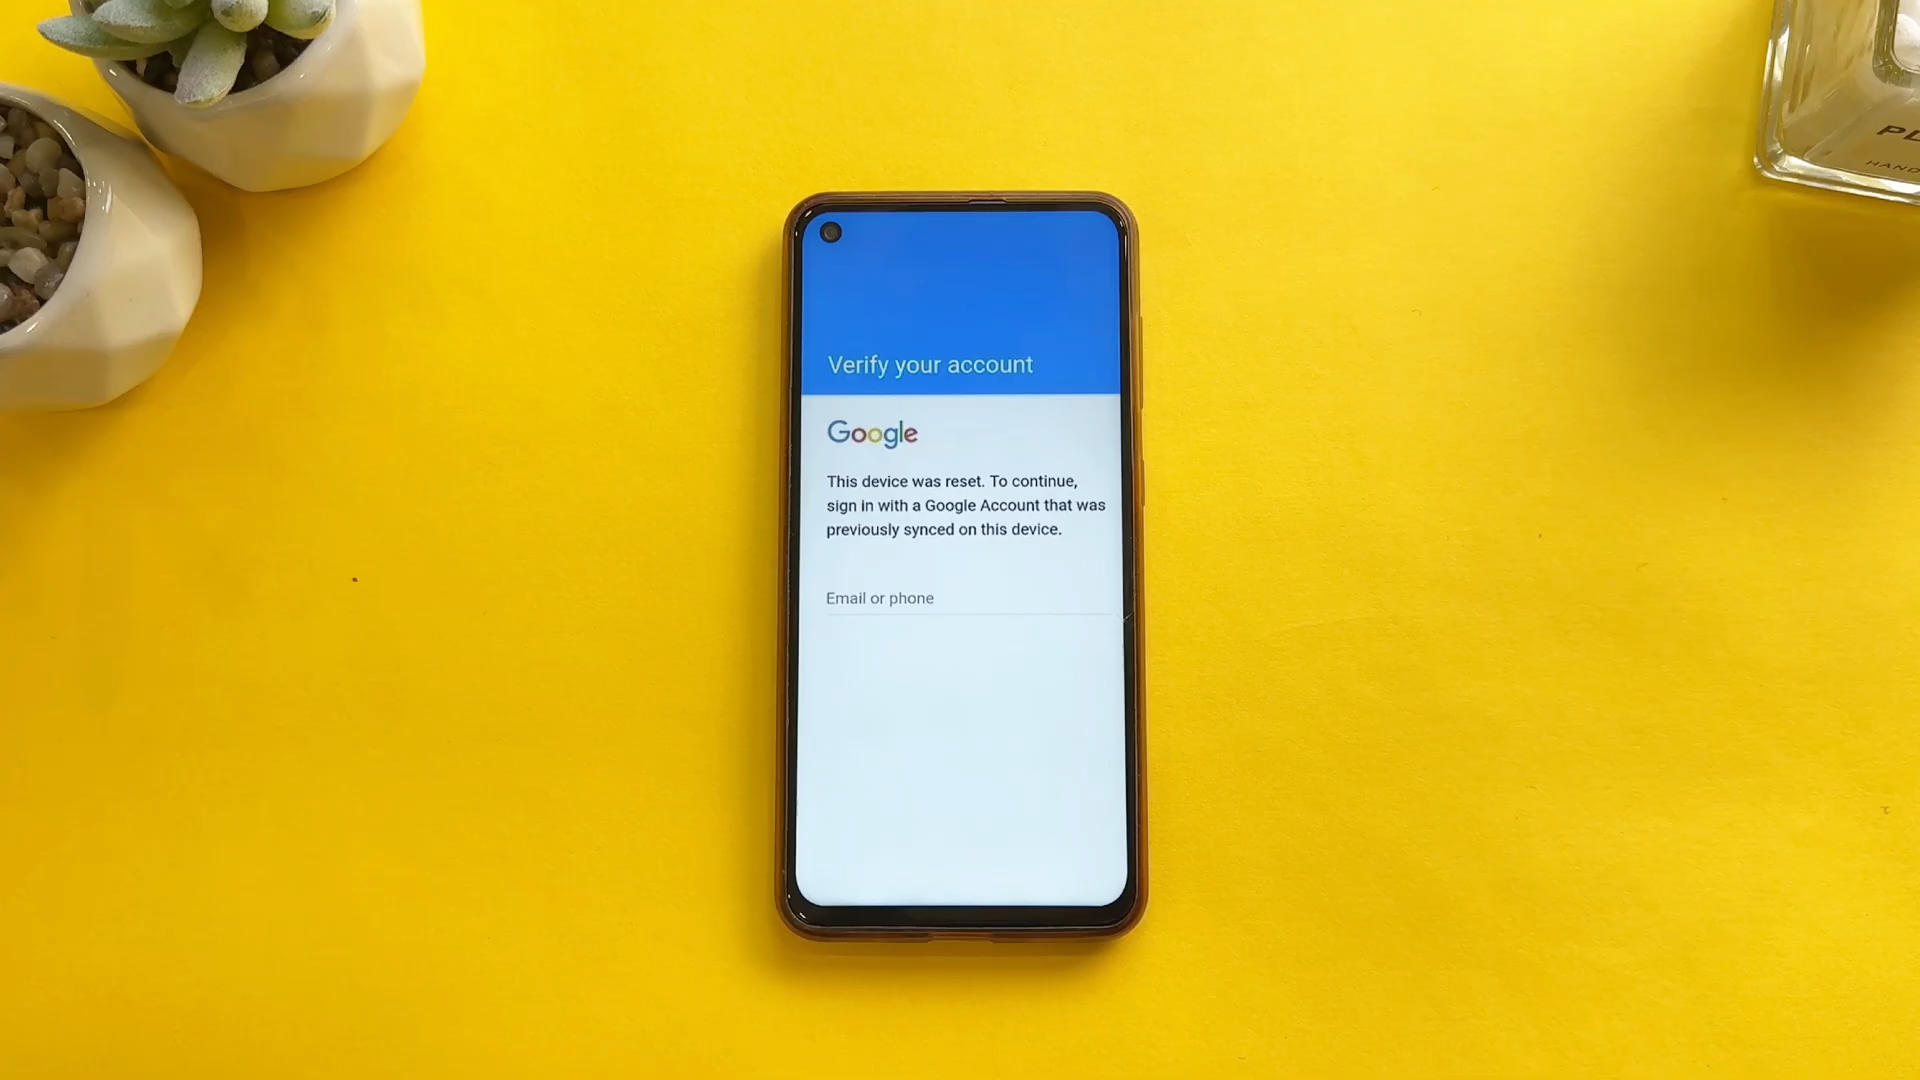 Verify your account
Google
This device was reset. To continue,
sign in with a Google Account that was
previously synced on this device.
Email or phone